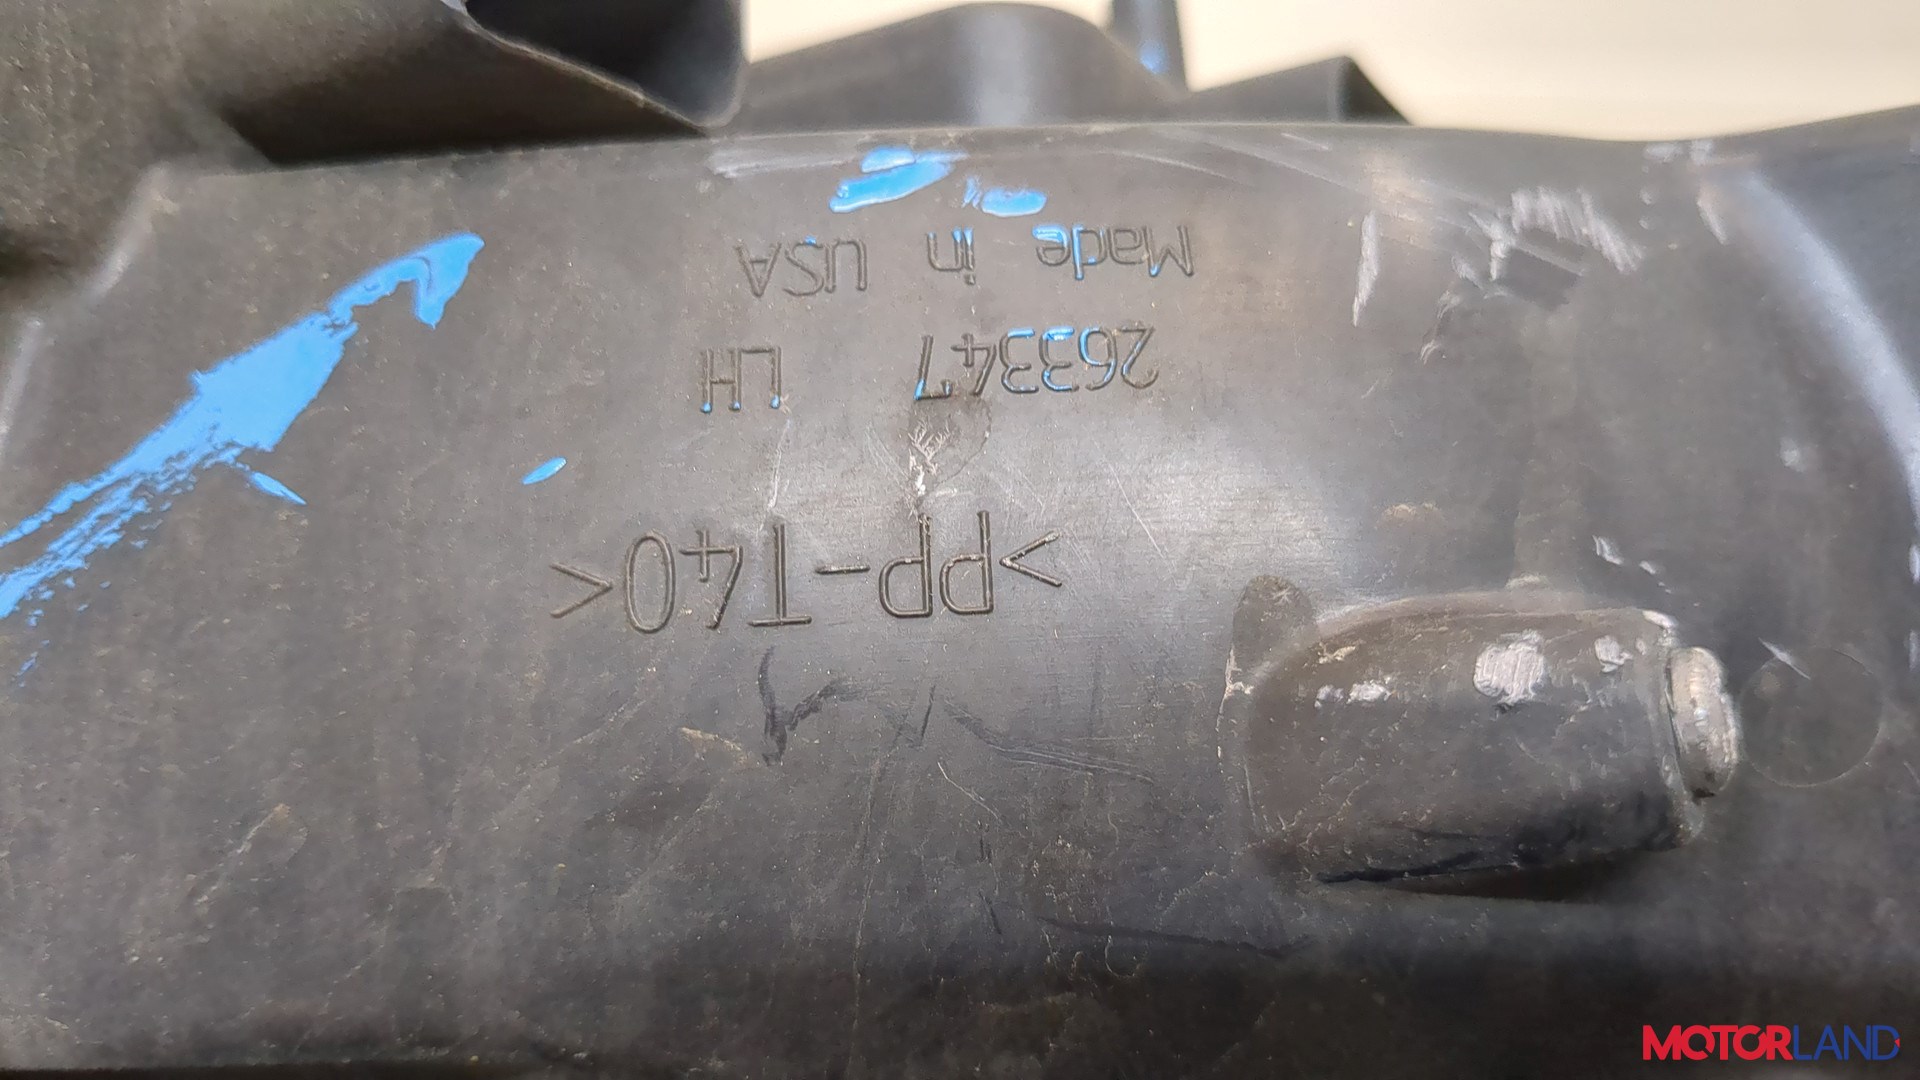 >PP-T40<
263347 LH
Made in USA
MOTORLAND